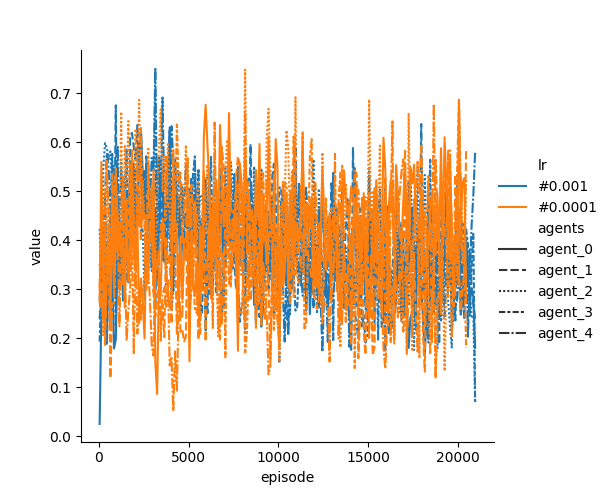 0.7
0.6
0.5
0.4
0.3
0.2
0.1
0.0
value
0
5000
10000
15000
20000
episode
lr
#0.001
#0.0001
agents
agent_0
agent_1
agent_2
agent_3
agent_4